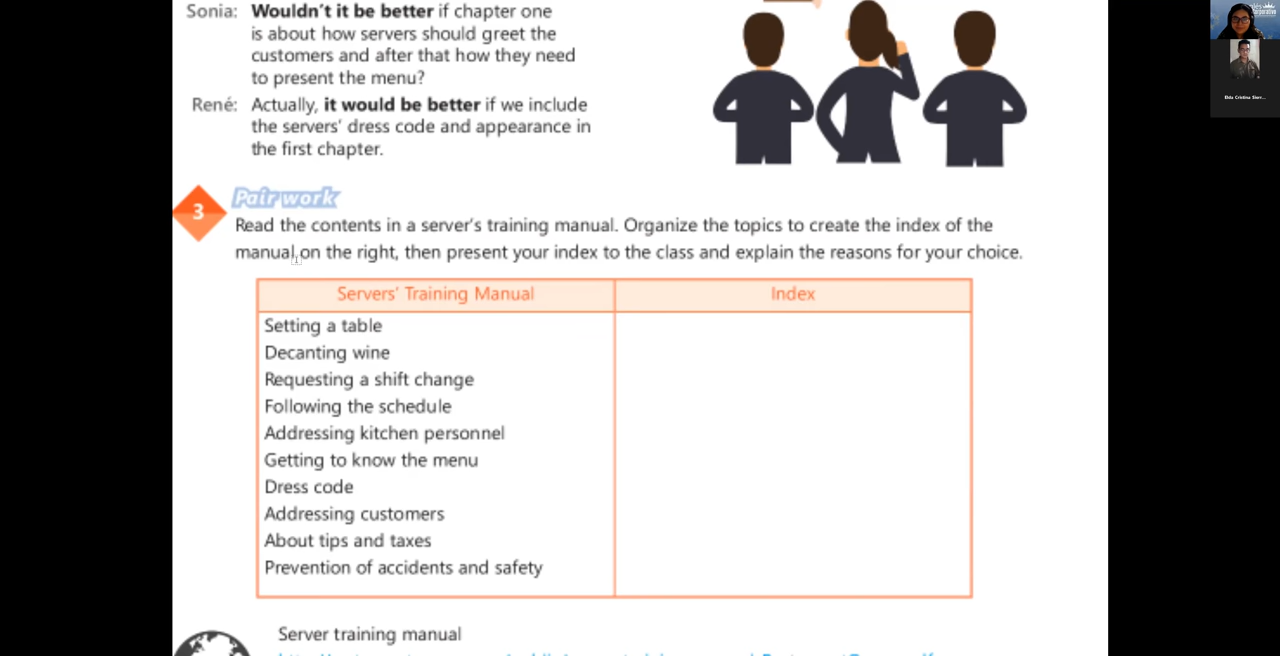 Sonia: Wouldn't it be better if chapter one
is about how servers should greet the
customers and after that how they need
to present the menu?
René: Actually, it would be better if we include
the servers' dress code and appearance in
the first chapter.
3
Pair work
Read the contents in a server's training manual. Organize the topics to create the index of the
manual on the right, then present your index to the class and explain the reasons for your choice.
Servers' Training Manual
Index
Setting a table
Decanting wine
Requesting a shift change
Following the schedule
Addressing kitchen personnel
Getting to know the menu
Dress code
Addressing customers
About tips and taxes
Prevention of accidents and safety
Server training manual